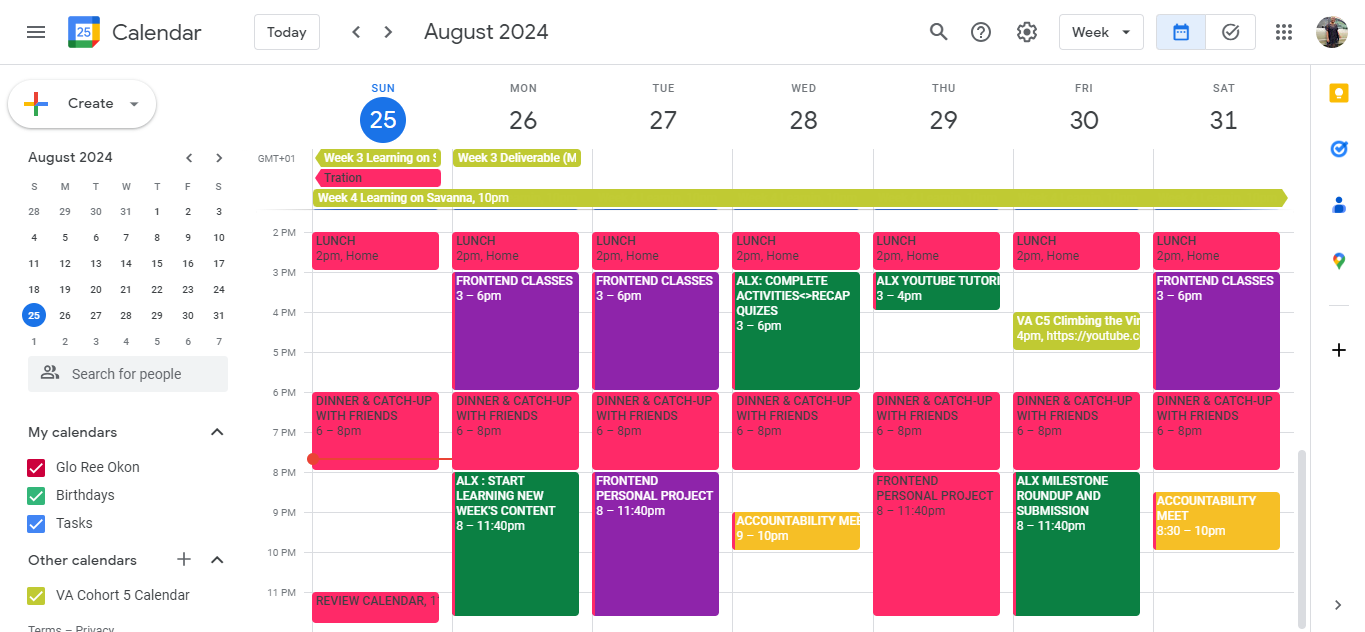 25 Calendar
Today
August 2024
Week
Create
August 2024
S M T W T F S
28 29 30 31 1 2 3
4 5 6 7 8 9 10
11 12 13 14 15 16 17
18 19 20 21 22 23 24
25 26 27 28 29 30 31
1 2 3 4 5 6 7
Search for people
My calendars
Glo Ree Okon
Birthdays
Tasks
Other calendars
VA Cohort 5 Calendar
Terms – Privacy
SUN MON TUE WED THU FRI SAT
25 26 27 28 29 30 31
GMT+01
Week 3 Learning on S
Week 3 Deliverable (M
Tration
Week 4 Learning on Savanna, 10pm
2 PM
3 PM
4 PM
5 PM
6 PM
7 PM
8 PM
9 PM
10 PM
11 PM
LUNCH
2pm, Home
DINNER & CATCH-UP
WITH FRIENDS
6 – 8pm
REVIEW CALENDAR, 1
LUNCH
2pm, Home
FRONTEND CLASSES
3 – 6pm
DINNER & CATCH-UP
WITH FRIENDS
6 – 8pm
ALX : START
LEARNING NEW
WEEK'S CONTENT
8 – 11:40pm
LUNCH
2pm, Home
FRONTEND CLASSES
3 – 6pm
DINNER & CATCH-UP
WITH FRIENDS
6 – 8pm
FRONTEND
PERSONAL PROJECT
8 – 11:40pm
LUNCH
2pm, Home
ALX: COMPLETE
ACTIVITIES<>RECAP
QUIZES
3 – 6pm
DINNER & CATCH-UP
WITH FRIENDS
6 – 8pm
ACCOUNTABILITY MEE
9 – 10pm
LUNCH
2pm, Home
ALX YOUTUBE TUTORI
3 – 4pm
DINNER & CATCH-UP
WITH FRIENDS
6 – 8pm
FRONTEND
PERSONAL PROJECT
8 – 11:40pm
LUNCH
2pm, Home
VA C5 Climbing the Vir
4pm, https://youtube.c
DINNER & CATCH-UP
WITH FRIENDS
6 – 8pm
ALX MILESTONE
ROUNDUP AND
SUBMISSION
8 – 11:40pm
LUNCH
2pm, Home
FRONTEND CLASSES
3 – 6pm
DINNER & CATCH-UP
WITH FRIENDS
6 – 8pm
ACCOUNTABILITY
MEET
8:30 – 10pm